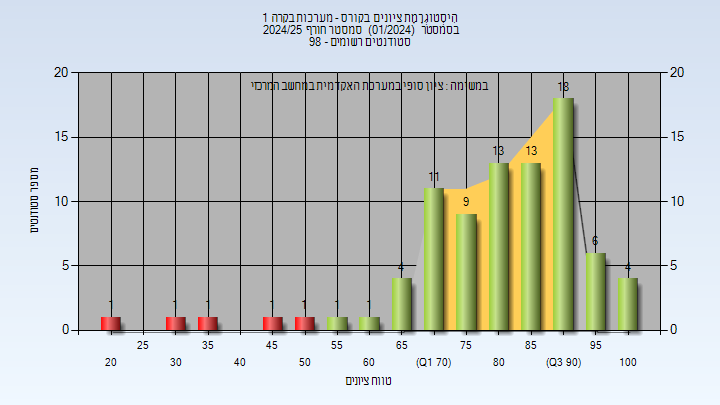 היסטוגרמת ציונים בקורס - מערכות בקרה 1
בסמסטר (01/2024) סמסטר חורף 2024/25
סטודנטים רשומים - 98
במשימה : ציון סופי במערכת האקדמית במחשב המרכזי
מספר סטודנטים
20 20
15 15
10 10
5 5
0 0
1 1 1 1 1 1 1 4 11 9 13 13 18 6 4
25 35 45 55 65 75 85 95
20 30 40 50 60 (Q1 70) 80 (Q3 90) 100
טווח ציונים